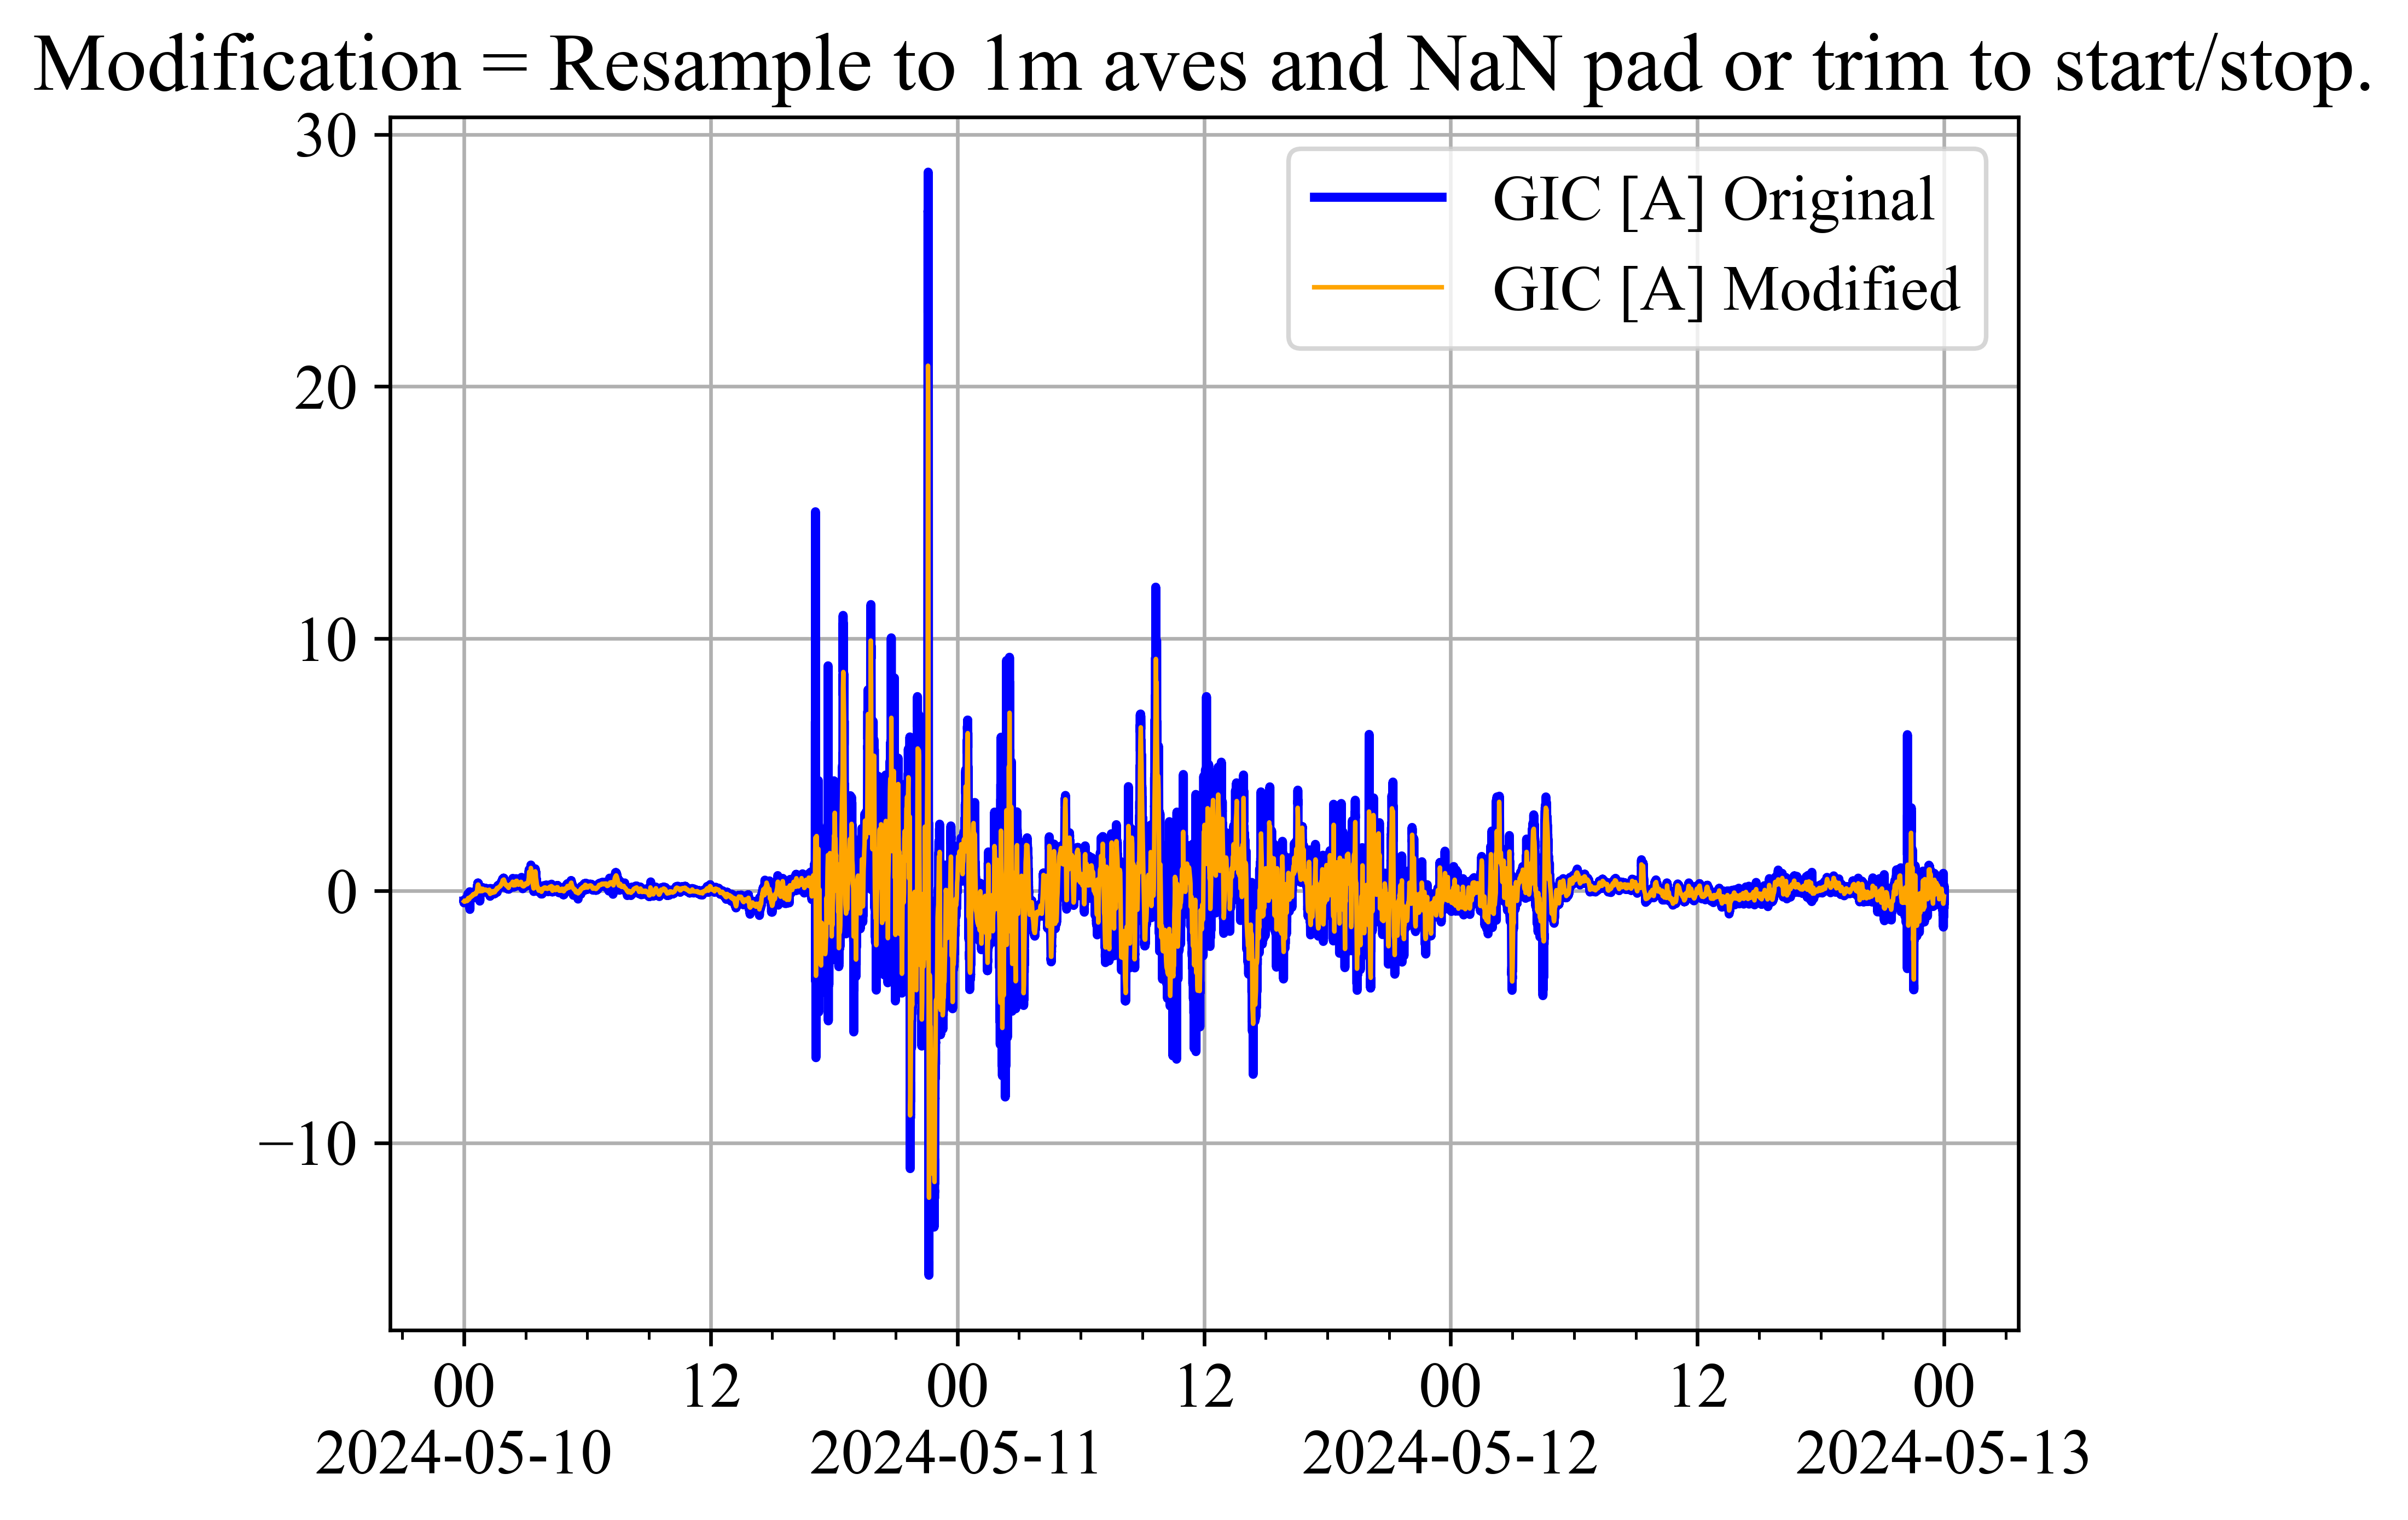 Modification = Resample to 1m aves and NaN pad or trim to start/stop.
30
20
10
0
−10
GIC [A] Original
GIC [A] Modified
00 12 00 12 00 12 00
2024-05-10 2024-05-11 2024-05-12 2024-05-13